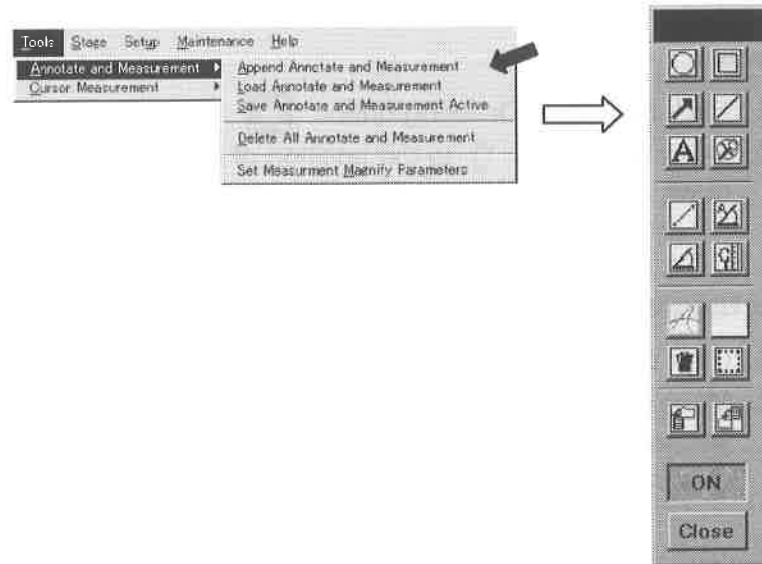 Tools Stage Setup Maintenance Help
Annotate and Measurement
Cursor Measurement
Append Annotate and Measurement
Load Annotate and Measurement
Save Annotate and Measurement Active
Delete All Annotate and Measurement
Set Measurment Magnify Parameters
A
ON
Close